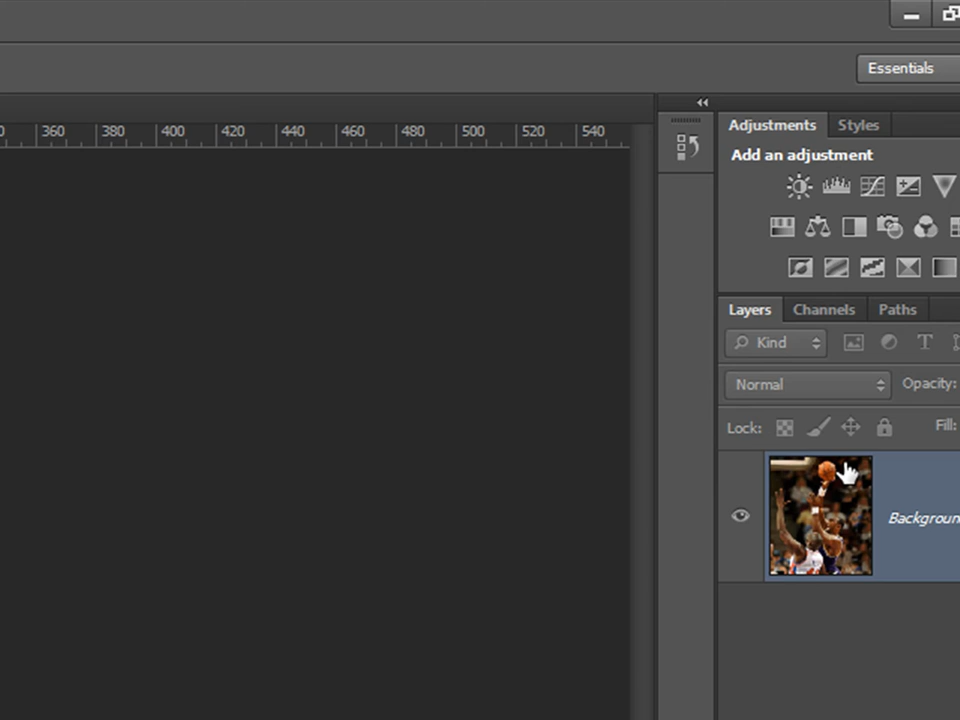 Essentials
360 380 400 420 440 460 480 500 520 540
Adjustments Styles
Add an adjustment
Layers Channels Paths
Kind
Normal Opacity:
Lock: Fill:
Backgroun